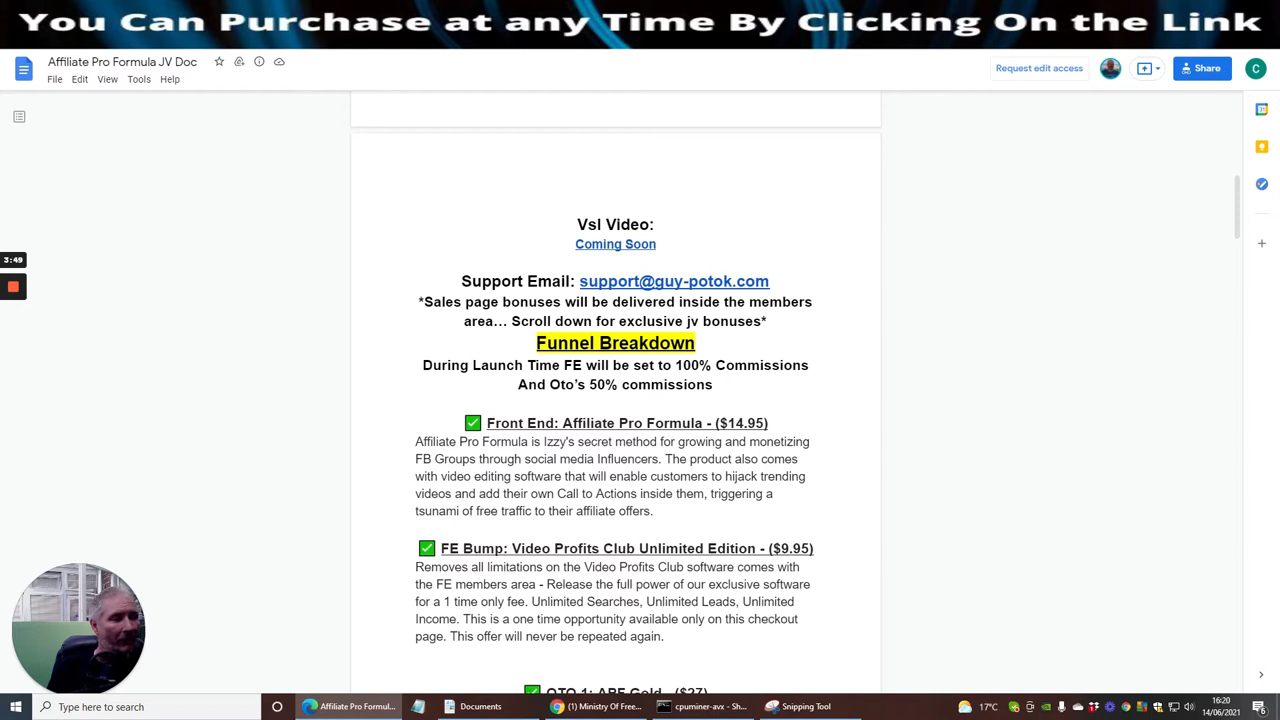 You Can Purchase at any Time By Clicking On the Link
Affiliate Pro Formula JV Doc
File Edit View Tools Help
Request edit access
Share
C
Vsl Video:
Coming Soon
3:49
Support Email: support@guy-potok.com
*Sales page bonuses will be delivered inside the members
area… Scroll down for exclusive jv bonuses*
Funnel Breakdown
During Launch Time FE will be set to 100% Commissions
And Oto’s 50% commissions
Front End: Affiliate Pro Formula - ($14.95)
Affiliate Pro Formula is Izzy's secret method for growing and monetizing
FB Groups through social media Influencers. The product also comes
with video editing software that will enable customers to hijack trending
videos and add their own Call to Actions inside them, triggering a
tsunami of free traffic to their affiliate offers.
FE Bump: Video Profits Club Unlimited Edition - ($9.95)
Removes all limitations on the Video Profits Club software comes with
the FE members area - Release the full power of our exclusive software
for a 1 time only fee. Unlimited Searches, Unlimited Leads, Unlimited
Income. This is a one time opportunity available only on this checkout
page. This offer will never be repeated again.
OTO 1: APF Gold - ($27)
Type here to search
Affiliate Pro Formul...
Documents
(1) Ministry Of Free...
cpuminer-avx - Sh...
Snipping Tool
17°C
16:20
14/06/2021